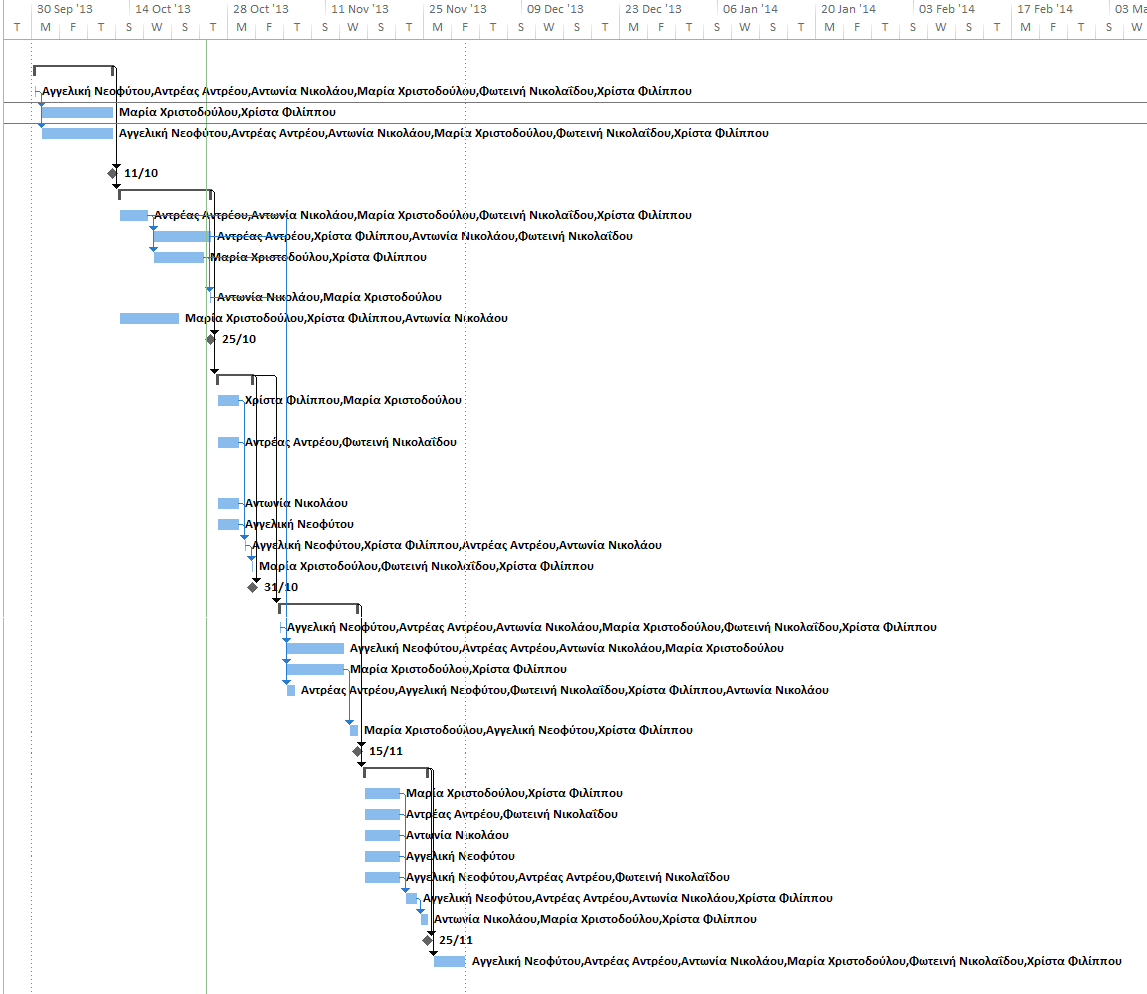 30 Sep '13 14 Oct '13 28 Oct '13 11 Nov '13 25 Nov '13 09 Dec '13 23 Dec '13 06 Jan '14 20 Jan '14 03 Feb '14 17 Feb '14 03 Ma
T M F T W S T M F T W S T M F T W S T M F T W S T M F T W S T M F T W S T M F T W
Αγγελική Νεοφύτου,Αντρέας Αντρέου,Αντωνία Νικολάου,Μαρία Χριστοδούλου,Φωτεινή Νικολαΐδου,Χρίστα Φιλίππου
Μαρία Χριστοδούλου,Χρίστα Φιλίππου
Αγγελική Νεοφύτου,Αντρέας Αντρέου,Αντωνία Νικολάου,Μαρία Χριστοδούλου,Φωτεινή Νικολαΐδου,Χρίστα Φιλίππου
11/10
Αντρέας Αντρέου,Αντωνία Νικολάου,Μαρία Χριστοδούλου,Φωτεινή Νικολαΐδου,Χρίστα Φιλίππου
Αντρέας Αντρέου,Χρίστα Φιλίππου,Αντωνία Νικολάου,Φωτεινή Νικολαΐδου
Μαρία Χριστοδούλου,Χρίστα Φιλίππου
Αντωνία Νικολάου,Μαρία Χριστοδούλου
Μαρία Χριστοδούλου,Χρίστα Φιλίππου,Αντωνία Νικολάου
25/10
Χρίστα Φιλίππου,Μαρία Χριστοδούλου
Αντρέας Αντρέου,Φωτεινή Νικολαΐδου
Αντωνία Νικολάου
Αγγελική Νεοφύτου
Αγγελική Νεοφύτου,Χρίστα Φιλίππου,Αντρέας Αντρέου,Αντωνία Νικολάου
Μαρία Χριστοδούλου,Φωτεινή Νικολαΐδου,Χρίστα Φιλίππου
31/10
Αγγελική Νεοφύτου,Αντρέας Αντρέου,Αντωνία Νικολάου,Μαρία Χριστοδούλου,Φωτεινή Νικολαΐδου,Χρίστα Φιλίππου
Αγγελική Νεοφύτου,Αντρέας Αντρέου,Αντωνία Νικολάου,Μαρία Χριστοδούλου
Μαρία Χριστοδούλου,Χρίστα Φιλίππου
Αντρέας Αντρέου,Αγγελική Νεοφύτου,Φωτεινή Νικολαΐδου,Χρίστα Φιλίππου,Αντωνία Νικολάου
Μαρία Χριστοδούλου,Αγγελική Νεοφύτου,Χρίστα Φιλίππου
15/11
Μαρία Χριστοδούλου,Χρίστα Φιλίππου
Αντρέας Αντρέου,Φωτεινή Νικολαΐδου
Αντωνία Νικολάου
Αγγελική Νεοφύτου
Αγγελική Νεοφύτου,Αντρέας Αντρέου,Φωτεινή Νικολαΐδου
Αγγελική Νεοφύτου,Αντρέας Αντρέου,Αντωνία Νικολάου,Χρίστα Φιλίππου
Αντωνία Νικολάου,Μαρία Χριστοδούλου,Χρίστα Φιλίππου
25/11
Αγγελική Νεοφύτου,Αντρέας Αντρέου,Αντωνία Νικολάου,Μαρία Χριστοδούλου,Φωτεινή Νικολαΐδου,Χρίστα Φιλίππου